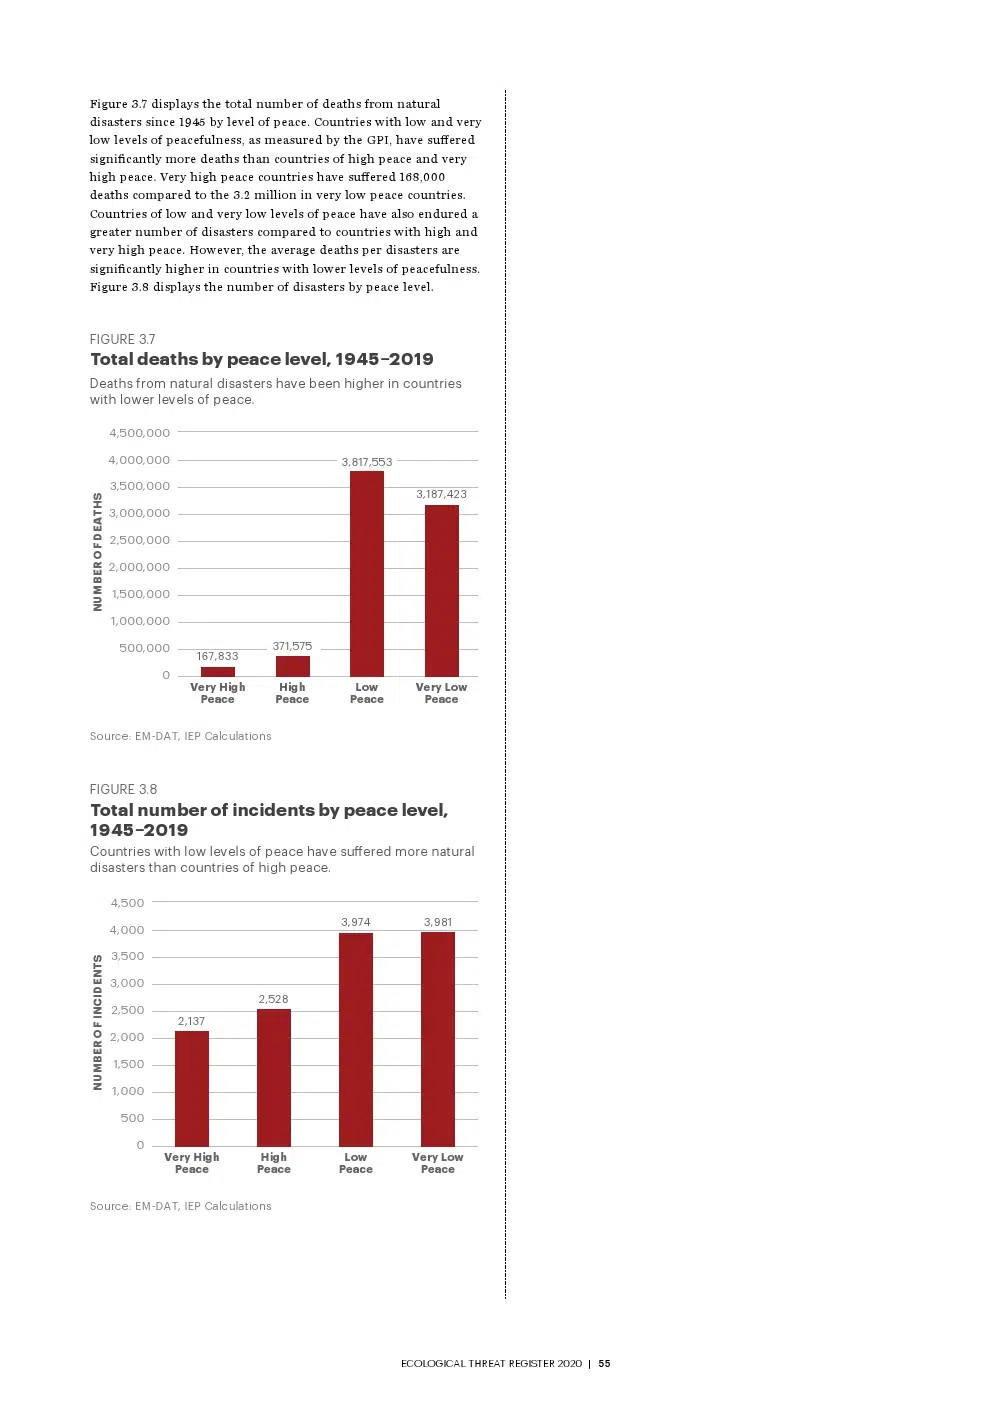 Figure 3.7 displays the total number of deaths from natural
disasters since 1945 by level of peace. Countries with low and very
low levels of peacefulness, as measured by the GPI, have suffered
significantly more deaths than countries of high peace and very
high peace. Very high peace countries have suffered 168,000
deaths compared to the 3.2 million in very low peace countries.
Countries of low and very low levels of peace have also endured a
greater number of disasters compared to countries with high and
very high peace. However, the average deaths per disasters are
significantly higher in countries with lower levels of peacefulness.
Figure 3.8 displays the number of disasters by peace level.
FIGURE 3.7
Total deaths by peace level, 1945–2019
Deaths from natural disasters have been higher in countries
with lower levels of peace.
NUMBER OF DEATHS
4,500,000
4,000,000
3,500,000
3,000,000
2,500,000
2,000,000
1,500,000
1,000,000
500,000
0
167,833
371,575
3,817,553
3,187,423
Very High
Peace
High
Peace
Low
Peace
Very Low
Peace
Source: EM-DAT, IEP Calculations
FIGURE 3.8
Total number of incidents by peace level,
1945–2019
Countries with low levels of peace have suffered more natural
disasters than countries of high peace.
NUMBER OF INCIDENTS
4,500
4,000
3,500
3,000
2,500
2,000
1,500
1,000
500
0
2,137
2,528
3,974
3,981
Very High
Peace
High
Peace
Low
Peace
Very Low
Peace
Source: EM-DAT, IEP Calculations
ECOLOGICAL THREAT REGISTER 2020 | 55